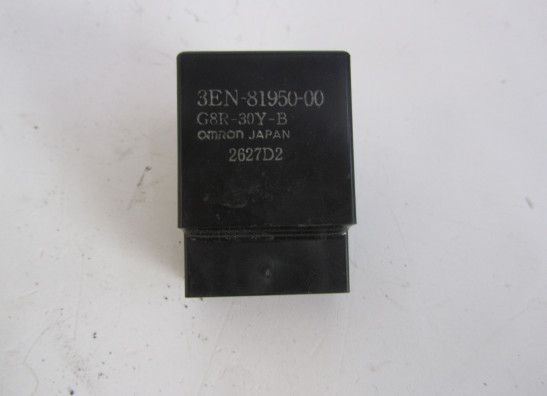 3EN-81950-00
G8R-30Y-B
OMRON JAPAN
2627D2